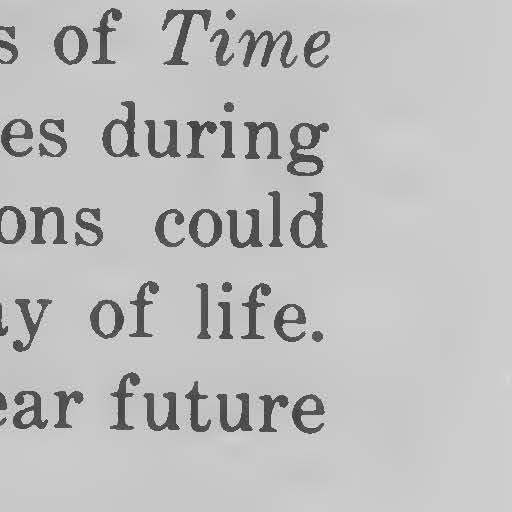 s of Time
es during
ons could
ay of life.
ear future